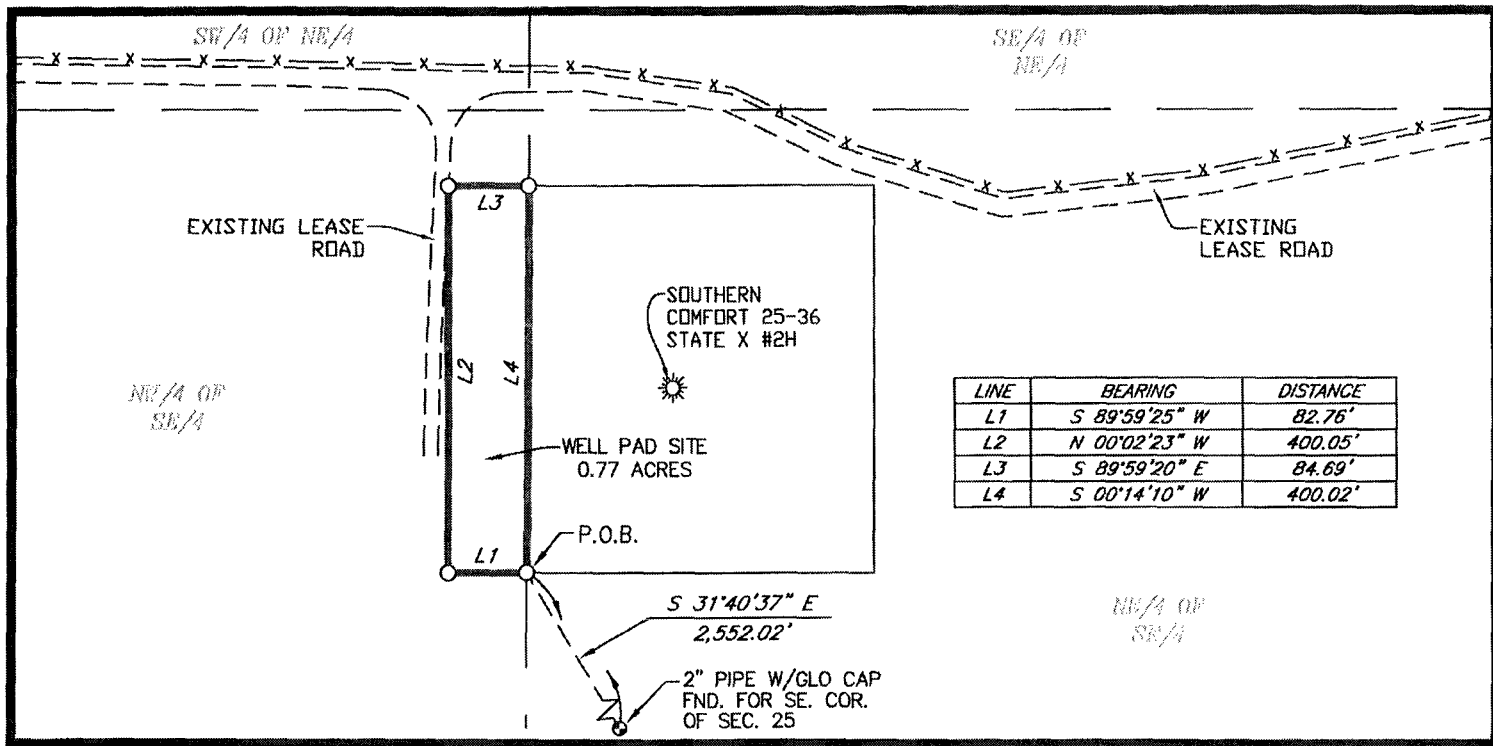 SW/4 OF NE/4
SE/4 OF
NE/4
X X X X X X X X X X X X X X X X X X X X
L3
EXISTING LEASE
ROAD
EXISTING
LEASE ROAD
SOUTHERN
COMFORT 25-36
STATE X #2H
L2
L4
NW/4 OF
SE/4
WELL PAD SITE
0.77 ACRES
LINE BEARING DISTANCE
L1 S 89°59'25" W 82.76'
L2 N 00°02'23" W 400.05'
L3 S 89°59'20" E 84.69'
L4 S 00°14'10" W 400.02'
P.O.B.
L1
S 31°40'37" E
2,552.02'
NE/4 OF
SE/4
2" PIPE W/GLO CAP
FND. FOR SE. COR.
OF SEC. 25